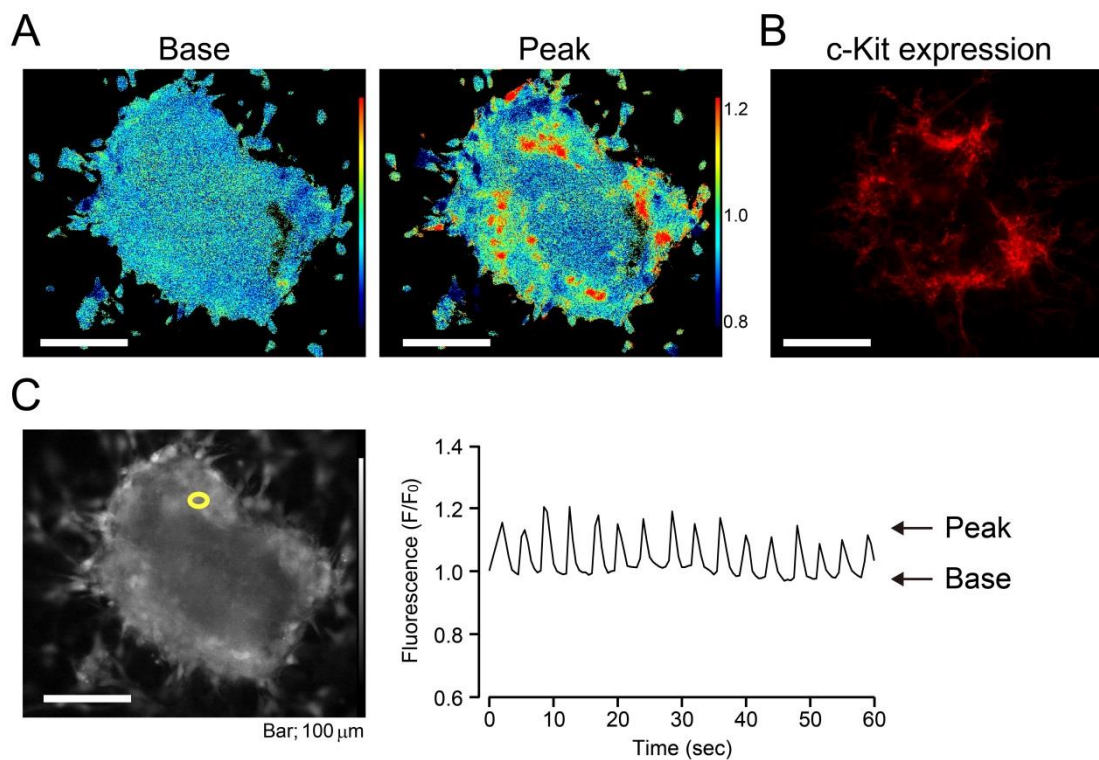 A
Base
Peak
1.2
1.0
0.8
B
c-Kit expression
C
Bar; 100 μm
Fluorescence (F/F0)
1.4
1.2
1.0
0.8
0.6
0
10
20
30
40
50
60
Time (sec)
Peak
Base